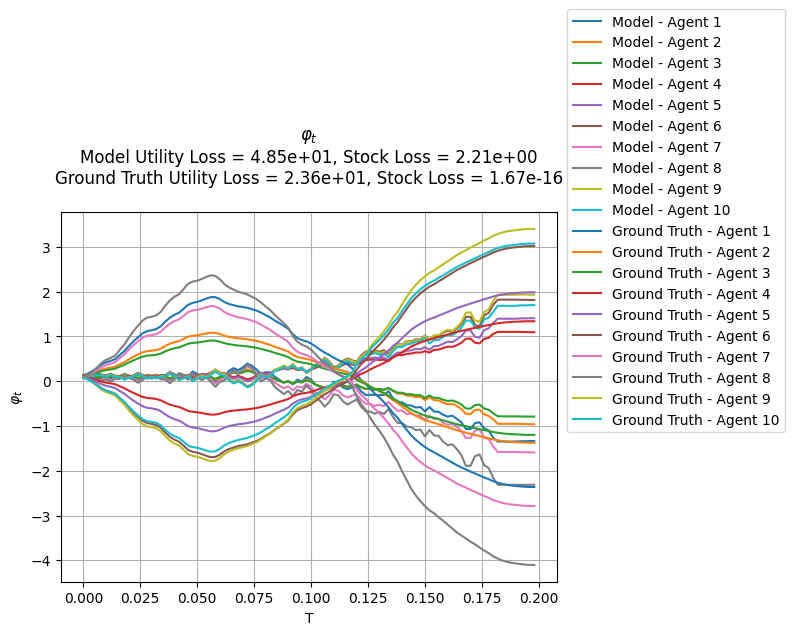 φt
Model Utility Loss = 4.85e+01, Stock Loss = 2.21e+00
Ground Truth Utility Loss = 2.36e+01, Stock Loss = 1.67e-16
φt
3
2
1
0
−1
−2
−3
−4
0.000 0.025 0.050 0.075 0.100 0.125 0.150 0.175 0.200
T
Model - Agent 1
Model - Agent 2
Model - Agent 3
Model - Agent 4
Model - Agent 5
Model - Agent 6
Model - Agent 7
Model - Agent 8
Model - Agent 9
Model - Agent 10
Ground Truth - Agent 1
Ground Truth - Agent 2
Ground Truth - Agent 3
Ground Truth - Agent 4
Ground Truth - Agent 5
Ground Truth - Agent 6
Ground Truth - Agent 7
Ground Truth - Agent 8
Ground Truth - Agent 9
Ground Truth - Agent 10